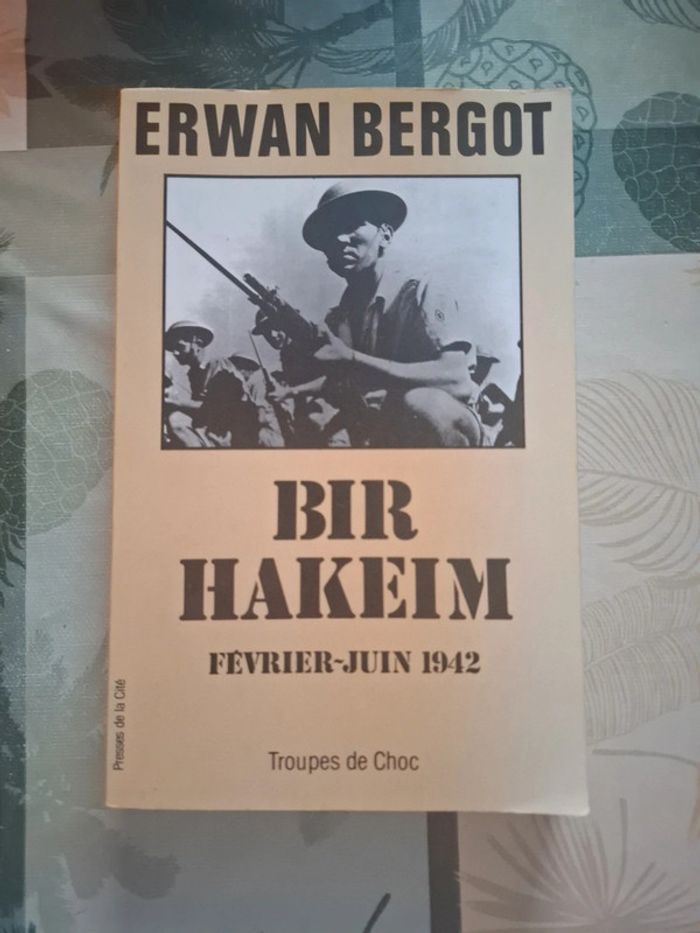 ERWAN BERGOT
BIR
HAKEIM
FÉVRIER-JUIN 1942
Presses de la Cité
Troupes de Choc